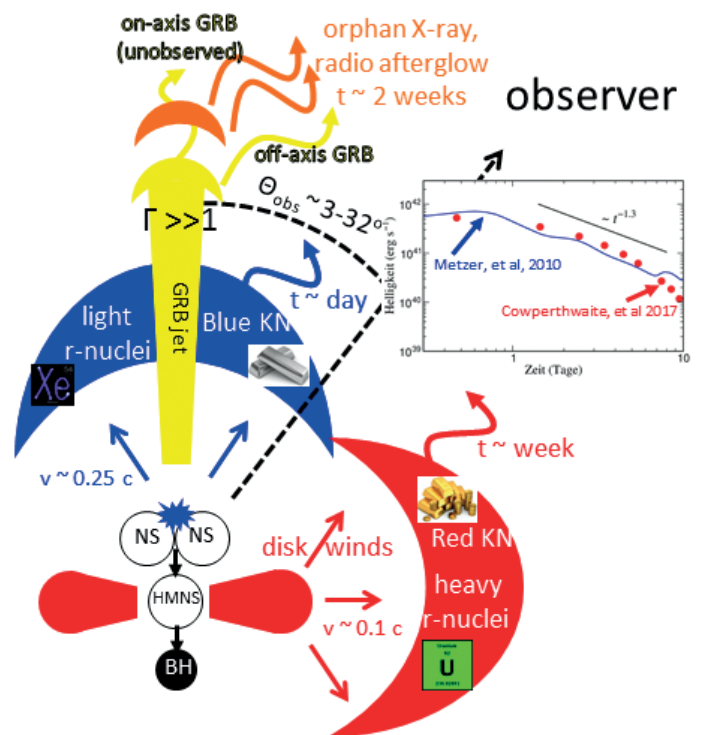 on-axis GRB
(unobserved)
orphan X-ray,
radio afterglow
t ~ 2 weeks
observer
off-axis GRB
Θobs ~3-32°
Γ >>1
GRB jet
light
r-nuclei
Blue KN
t ~ day
Xe
Helligkeit (erg s⁻¹)
10⁴²
10⁴¹
10⁴⁰
10³⁹
~ t⁻¹·³
Metzer, et al, 2010
Cowperthwaite, et al 2017
1
10
Zeit (Tage)
v ~ 0.25 c
t ~ week
NS
NS
HMNS
BH
disk winds
v ~ 0.1 c
Red KN
heavy
r-nuclei
U